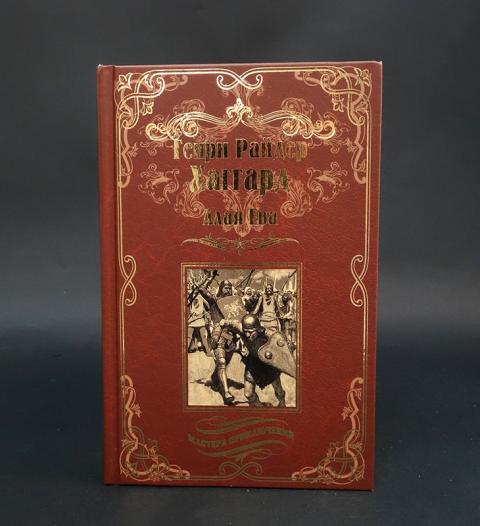 Генри Райдер
Хаггард
Алая Ева
МАСТЕРА ПРИКЛЮЧЕНИЙ